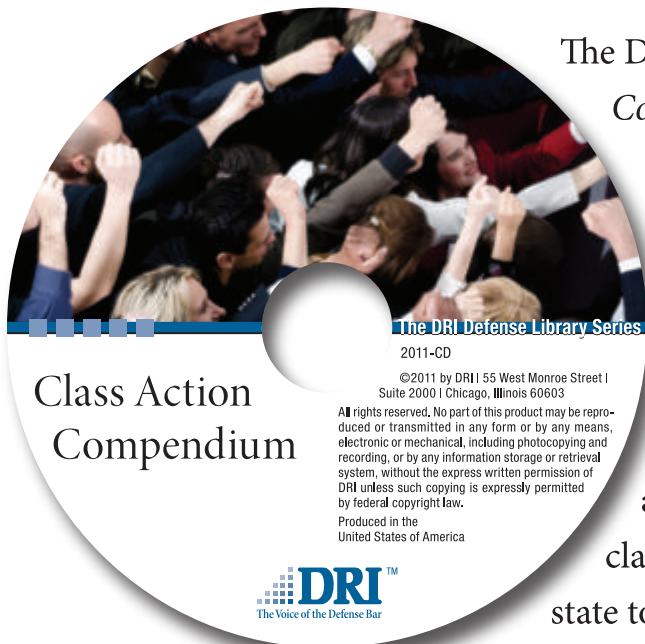 The D
Co
The DRI Defense Library Series
2011-CD
©2011 by DRI | 55 West Monroe Street |
Suite 2000 | Chicago, Illinois 60603
All rights reserved. No part of this product may be repro-
duced or transmitted in any form or by any means,
electronic or mechanical, including photocopying and
recording, or by any information storage or retrieval
system, without the express written permission of
DRI unless such copying is expressly permitted
by federal copyright law.
Produced in the
United States of America
Class Action
Compendium
DRI™
The Voice of the Defense Bar
a
cla
state to